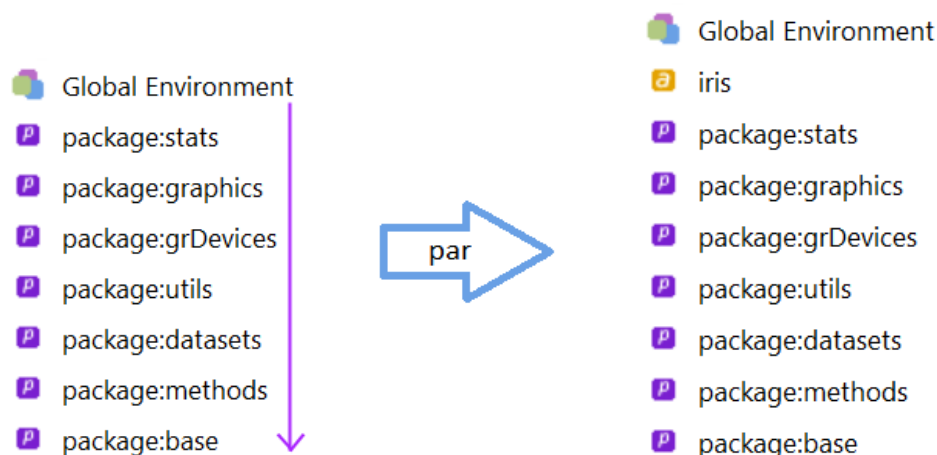 Global Environment
package:stats
package:graphics
package:grDevices
package:utils
package:datasets
package:methods
package:base
par
Global Environment
a iris
p package:stats
p package:graphics
p package:grDevices
p package:utils
p package:datasets
p package:methods
p package:base